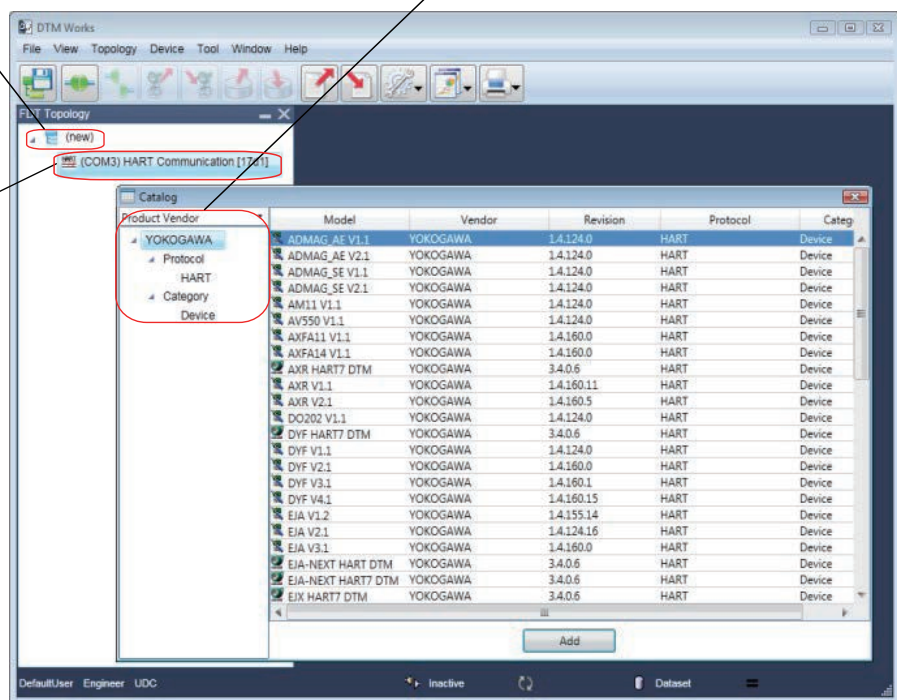 DTM Works
File View Topology Device Tool Window Help
FDT Topology
(new)
(COM3) HART Communication [1761]
Catalog
Product Vendor
YOKOGAWA
Protocol
HART
Category
Device
Model Vendor Revision Protocol Categ
ADMAG_AE V1.1 YOKOGAWA 1.4.124.0 HART Device
ADMAG_AE V2.1 YOKOGAWA 1.4.124.0 HART Device
ADMAG_SE V1.1 YOKOGAWA 1.4.124.0 HART Device
ADMAG_SE V2.1 YOKOGAWA 1.4.124.0 HART Device
AM11 V1.1 YOKOGAWA 1.4.124.0 HART Device
AV550 V1.1 YOKOGAWA 1.4.124.0 HART Device
AXFA11 V1.1 YOKOGAWA 1.4.160.0 HART Device
AXFA14 V1.1 YOKOGAWA 1.4.160.0 HART Device
AXR HART7 DTM YOKOGAWA 3.4.0.6 HART Device
AXR V1.1 YOKOGAWA 1.4.160.11 HART Device
AXR V2.1 YOKOGAWA 1.4.160.5 HART Device
DO202 V1.1 YOKOGAWA 1.4.124.0 HART Device
DYF HART7 DTM YOKOGAWA 3.4.0.6 HART Device
DYF V1.1 YOKOGAWA 1.4.124.0 HART Device
DYF V2.1 YOKOGAWA 1.4.160.0 HART Device
DYF V3.1 YOKOGAWA 1.4.160.1 HART Device
DYF V4.1 YOKOGAWA 1.4.160.15 HART Device
EJA V1.2 YOKOGAWA 1.4.155.14 HART Device
EJA V2.1 YOKOGAWA 1.4.124.16 HART Device
EJA V3.1 YOKOGAWA 1.4.160.0 HART Device
EJA-NEXT HART DTM YOKOGAWA 3.4.0.6 HART Device
EJA-NEXT HART7 DTM YOKOGAWA 3.4.0.6 HART Device
EJX HART7 DTM YOKOGAWA 3.4.0.6 HART Device
Add
DefaultUser Engineer UDC Inactive Dataset